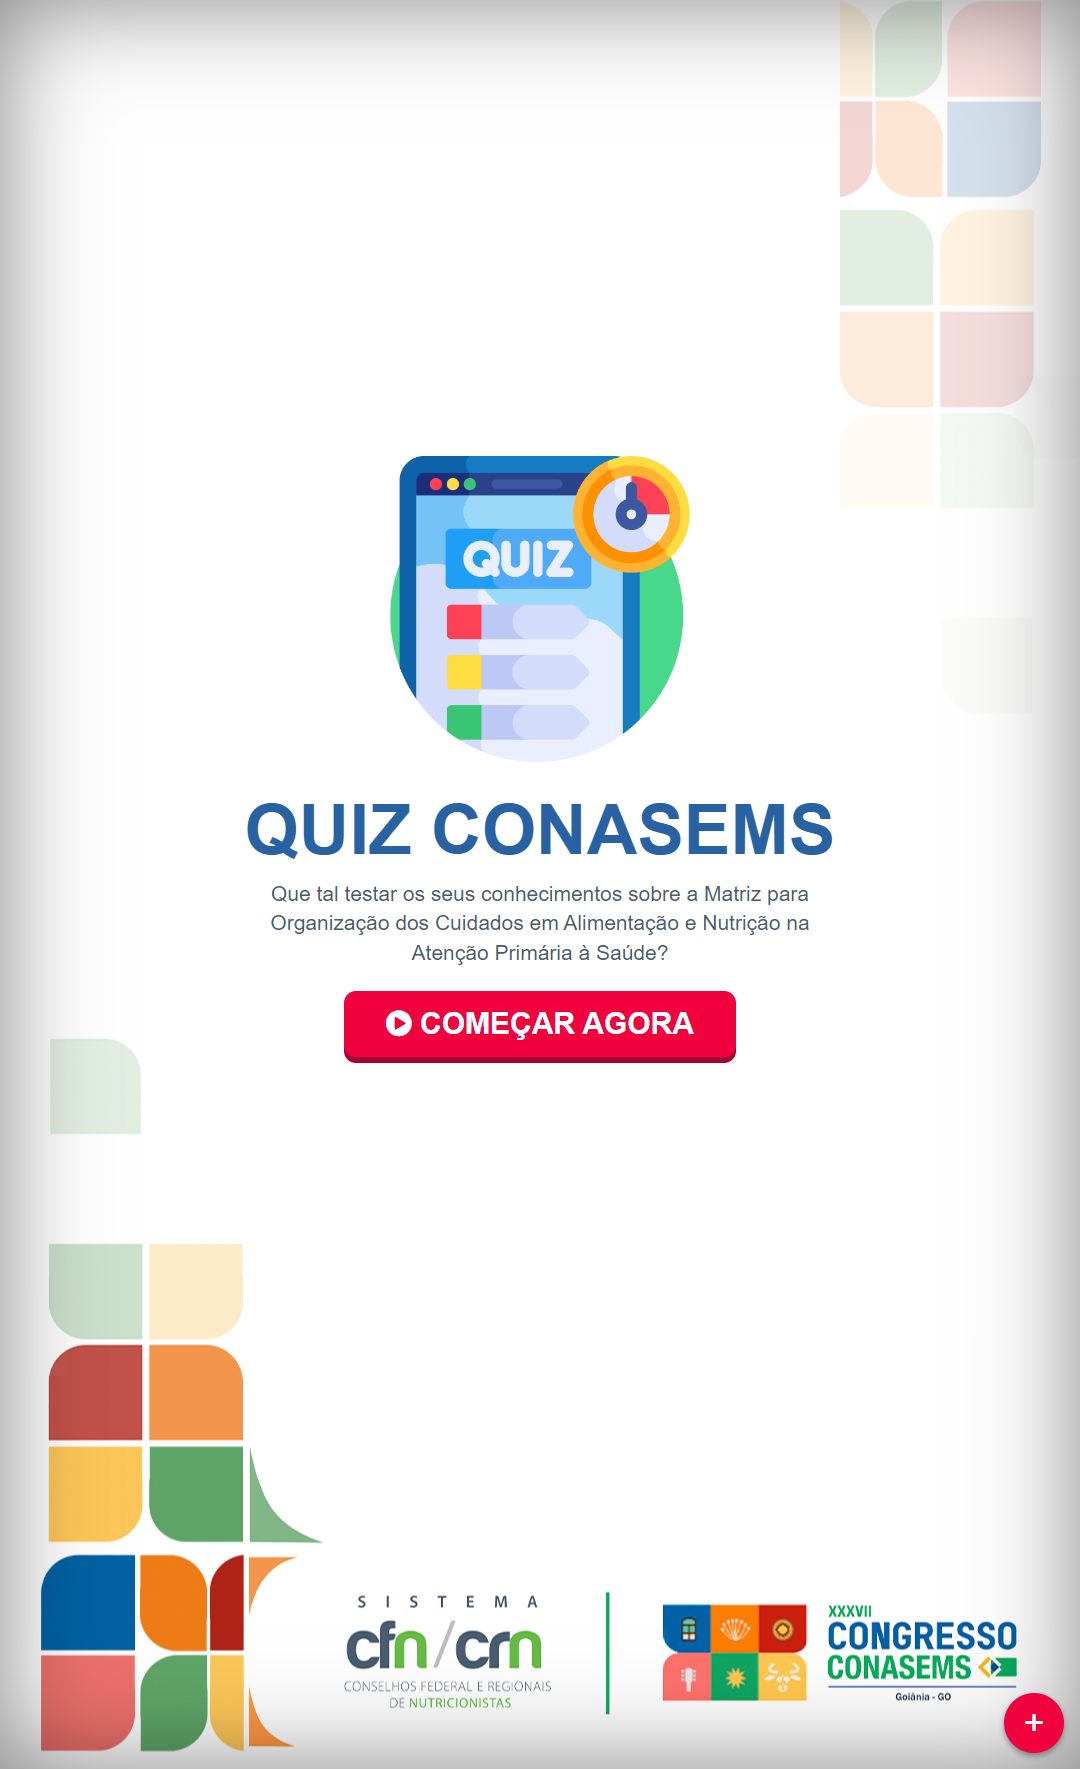 QUIZ
QUIZ CONASEMS
Que tal testar os seus conhecimentos sobre a Matriz para
Organização dos Cuidados em Alimentação e Nutrição na
Atenção Primária à Saúde?
COMEÇAR AGORA
SISTEMA
cfn/crn
CONSELHOS FEDERAL E REGIONAIS
DE NUTRICIONISTAS
XXXVII
CONGRESSO
CONASEMS
Goiânia - GO
+